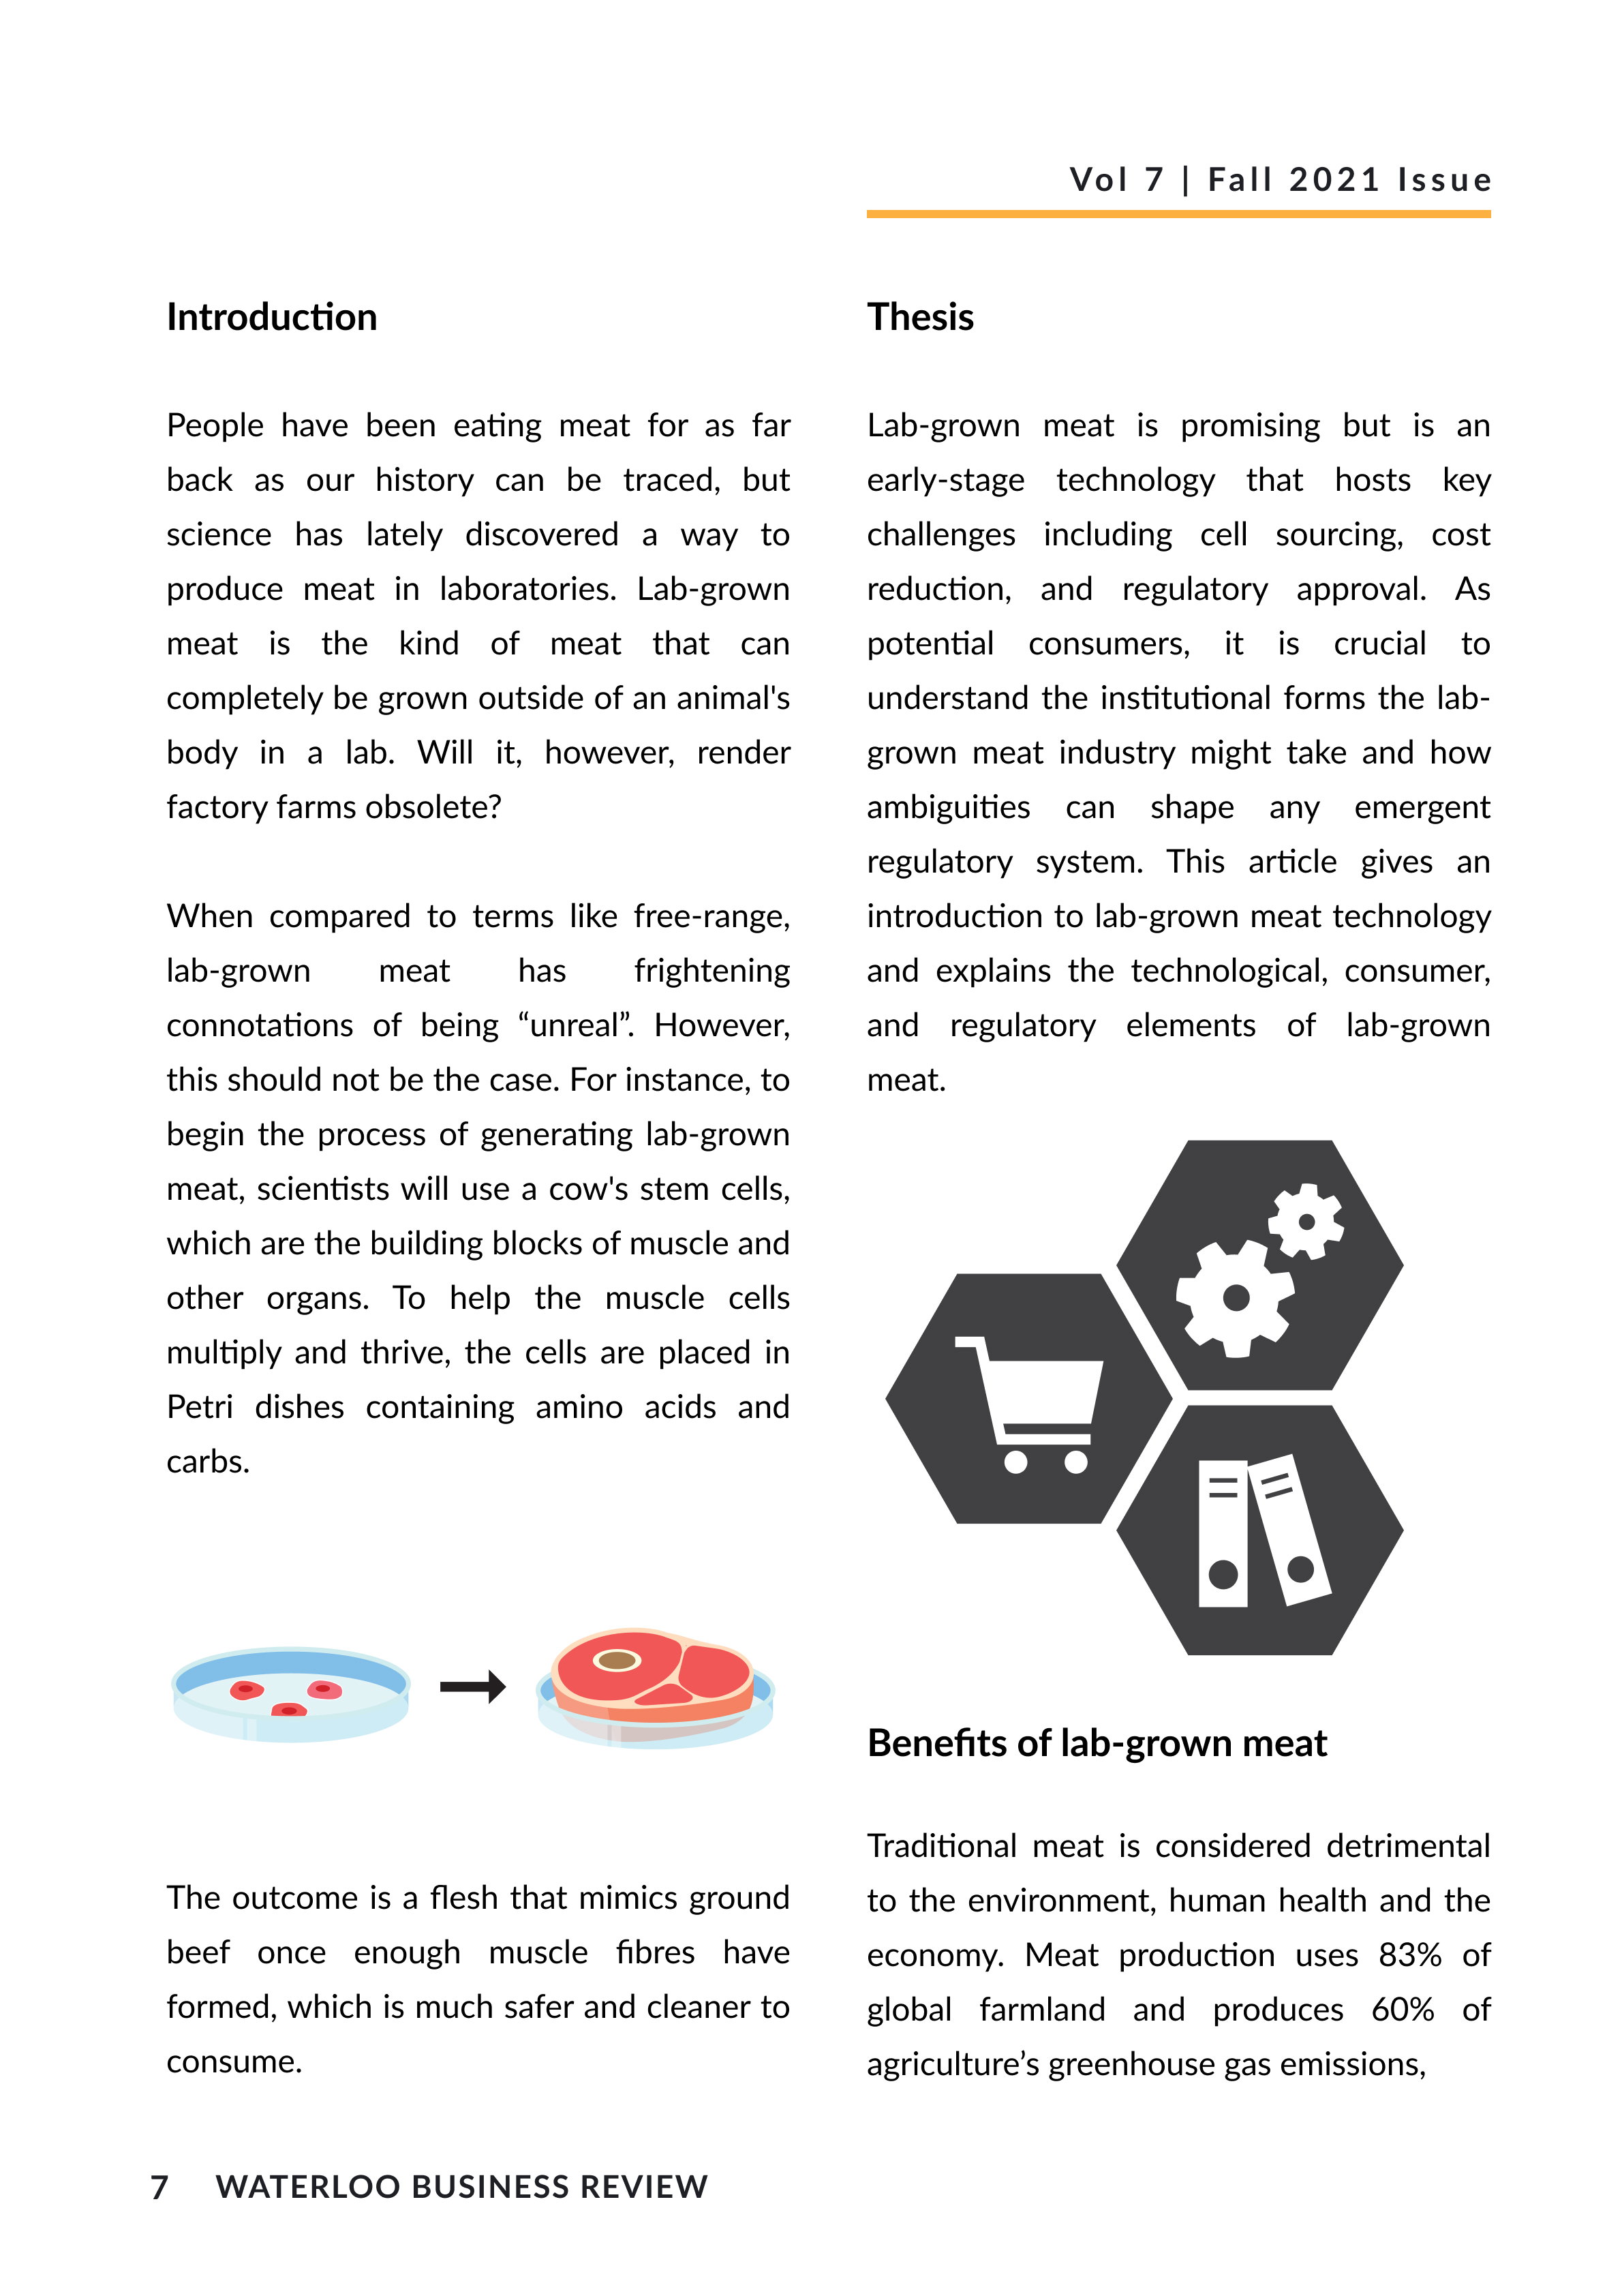 Vol 7 | Fall 2021 Issue
Introduction
People have been eating meat for as far
back as our history can be traced, but
science has lately discovered a way to
produce meat in laboratories. Lab-grown
meat is the kind of meat that can
completely be grown outside of an animal's
body in a lab. Will it, however, render
factory farms obsolete?
When compared to terms like free-range,
lab-grown meat has frightening
connotations of being “unreal”. However,
this should not be the case. For instance, to
begin the process of generating lab-grown
meat, scientists will use a cow's stem cells,
which are the building blocks of muscle and
other organs. To help the muscle cells
multiply and thrive, the cells are placed in
Petri dishes containing amino acids and
carbs.
The outcome is a flesh that mimics ground
beef once enough muscle fibres have
formed, which is much safer and cleaner to
consume.
Thesis
Lab-grown meat is promising but is an
early-stage technology that hosts key
challenges including cell sourcing, cost
reduction, and regulatory approval. As
potential consumers, it is crucial to
understand the institutional forms the lab-
grown meat industry might take and how
ambiguities can shape any emergent
regulatory system. This article gives an
introduction to lab-grown meat technology
and explains the technological, consumer,
and regulatory elements of lab-grown
meat.
Benefits of lab-grown meat
Traditional meat is considered detrimental
to the environment, human health and the
economy. Meat production uses 83% of
global farmland and produces 60% of
agriculture’s greenhouse gas emissions,
7 WATERLOO BUSINESS REVIEW